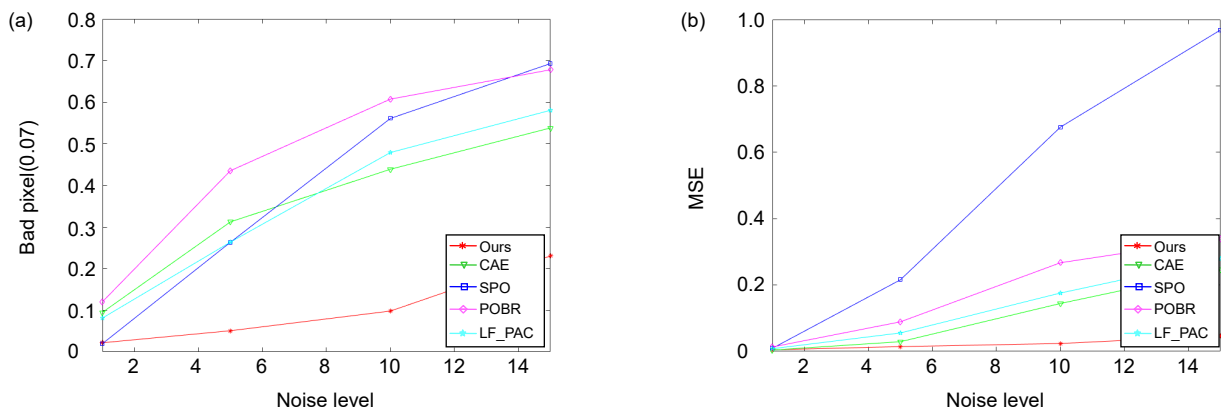 (a)
0.8
0.7
0.6
0.5
0.4
0.3
0.2
0.1
0
Bad pixel(0.07)
2 4 6 8 10 12 14
Noise level
Ours
CAE
SPO
POBR
LF_PAC
(b)
1.0
0.8
0.6
0.4
0.2
0
MSE
2 4 6 8 10 12 14
Noise level
Ours
CAE
SPO
POBR
LF_PAC